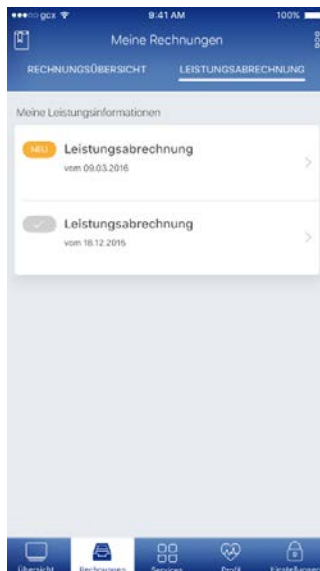 gcx 9:41 AM 100%
Meine Rechnungen
RECHNUNGSÜBERSICHT LEISTUNGSABRECHNUNG
Meine Leistungsinformationen
NEU Leistungsabrechnung
vom 09.03.2016
Leistungsabrechnung
vom 18.12.2015
Übersicht Rechnungen Services Profil Einstellungen